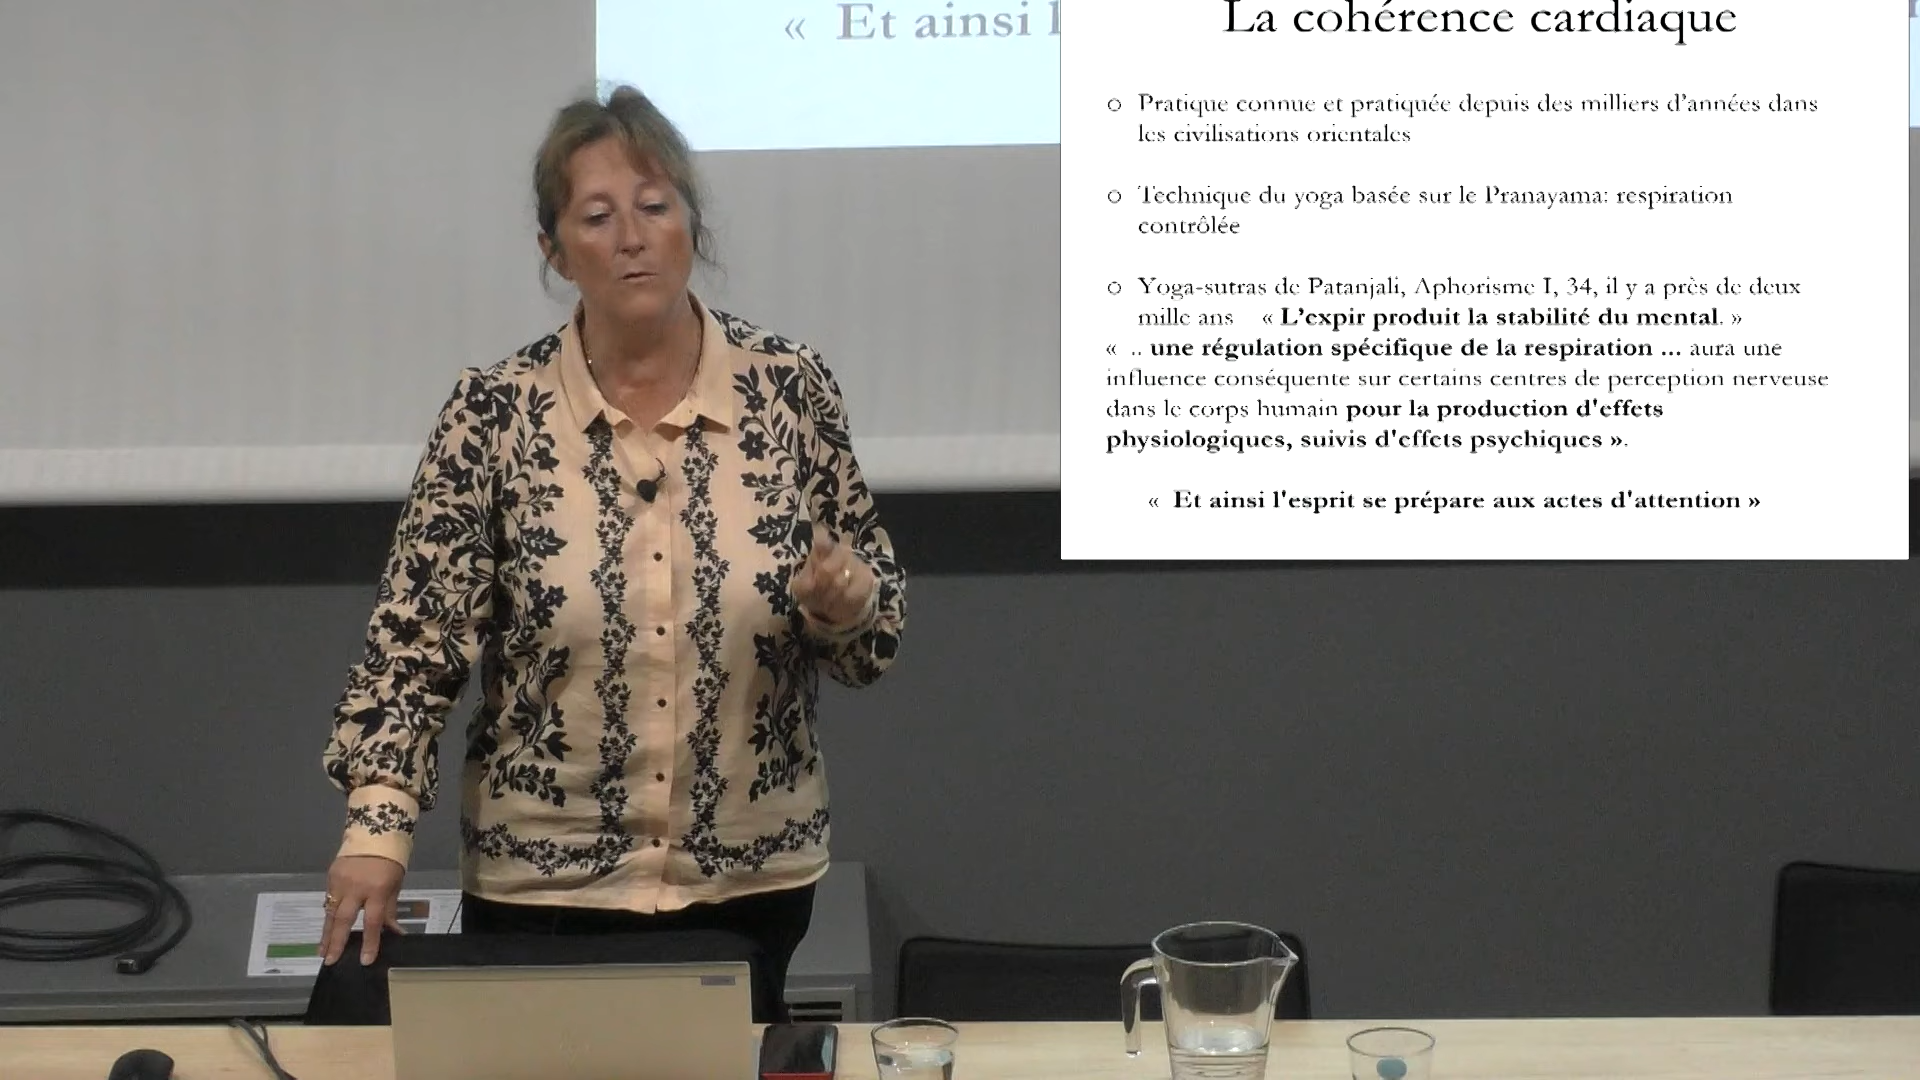 « Et ainsi l
La cohérence cardiaque
o Pratique connue et pratiquée depuis des milliers d'années dans
les civilisations orientales
o Technique du yoga basée sur le Pranayama: respiration
contrôlée
o Yoga-sutras de Patanjali, Aphorisme I, 34, il y a près de deux
mille ans « L'expir produit la stabilité du mental. »
« .. une régulation spécifique de la respiration ... aura une
influence conséquente sur certains centres de perception nerveuse
dans le corps humain pour la production d'effets
physiologiques, suivis d'effets psychiques ».
« Et ainsi l'esprit se prépare aux actes d'attention »